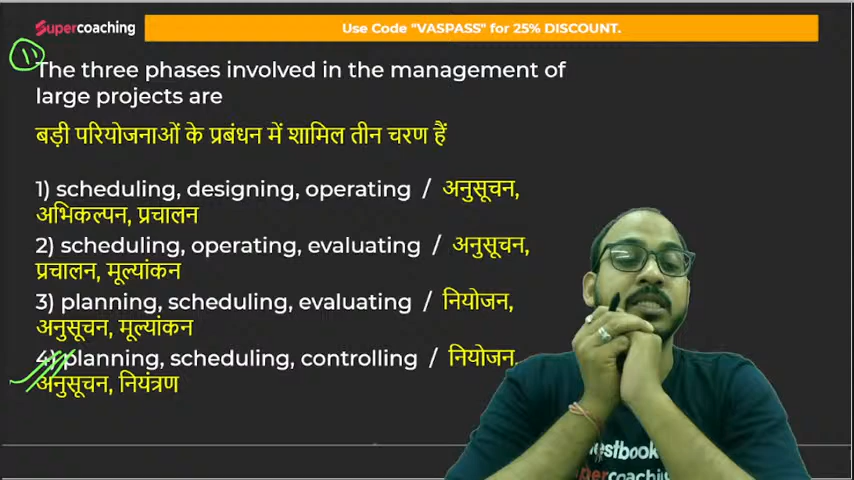 Supercoaching
Use Code "VASPASS" for 25% DISCOUNT.
11
The three phases involved in the management of
large projects are
बड़ी परियोजनाओं के प्रबंधन में शामिल तीन चरण हैं
1) scheduling, designing, operating / अनुसूचन,
अभिकल्पन, प्रचालन
2) scheduling, operating, evaluating / अनुसूचन,
प्रचालन, मूल्यांकन
3) planning, scheduling, evaluating / नियोजन,
अनुसूचन, मूल्यांकन
4) planning, scheduling, controlling / नियोजन,
अनुसूचन, नियंत्रण
testbook
supercoaching